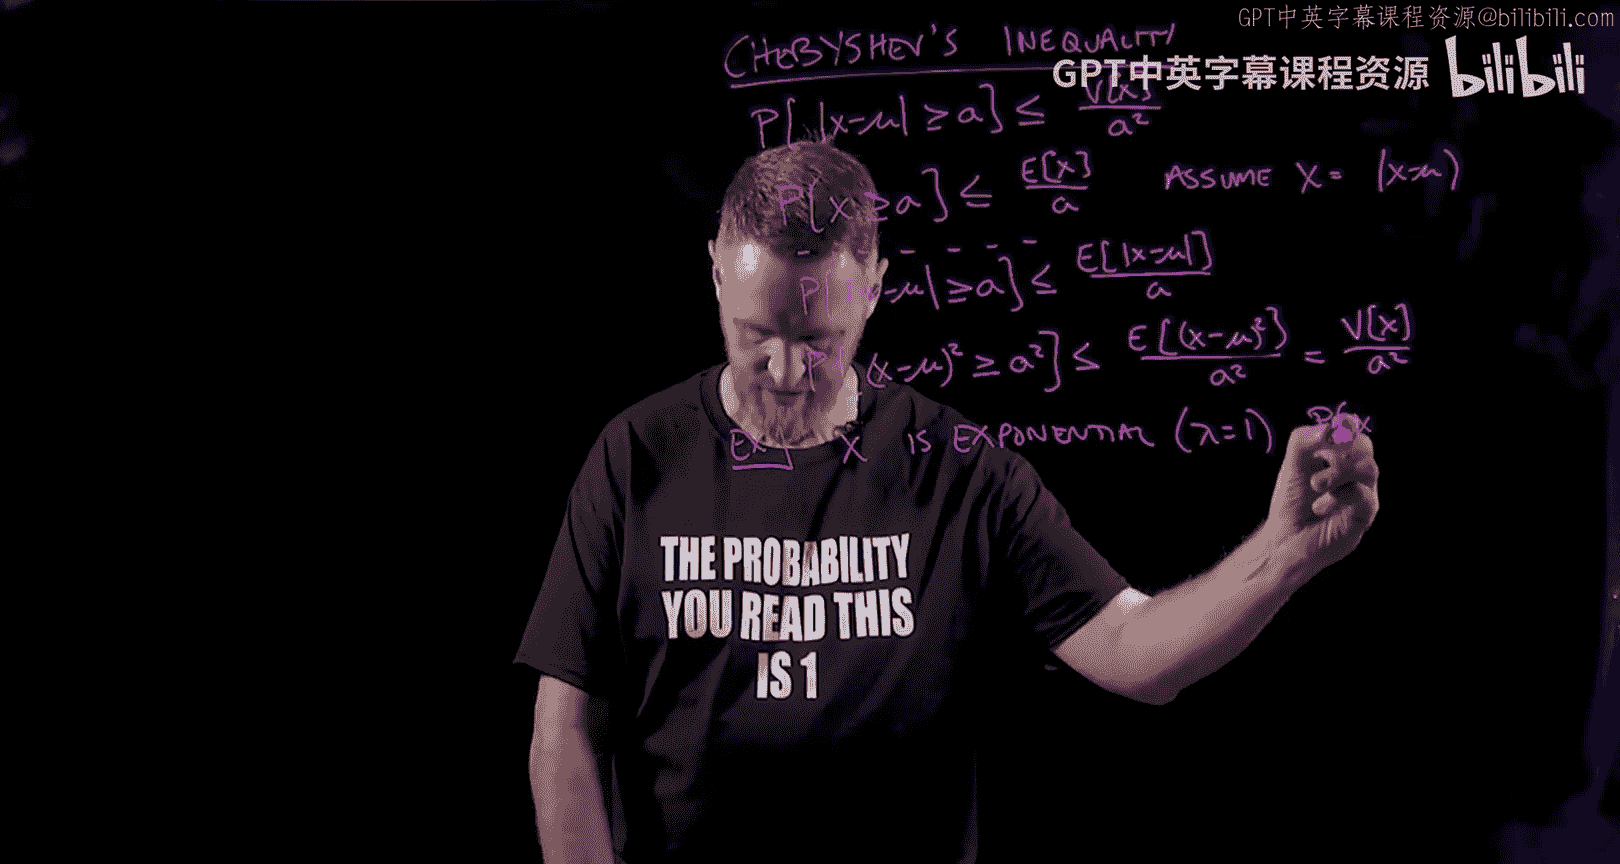 GPT中英字幕课程资源@bilibili.com
GPT中英字幕课程资源 bilibili
CHEBYSHEV'S INEQUALITY
P[|x-μ| ≥ a] ≤ V[x]/a²
P[x ≥ a] ≤ E[x]/a ASSUME X = |x-μ|
P[|x-μ| ≥ a] ≤ E[|x-μ|]/a
P[(x-μ)² ≥ a²] ≤ E[(x-μ)²]/a² = V[x]/a²
Ex X IS EXPONENTIAL (λ=1) P[x
THE PROBABILITY
YOU READ THIS
IS 1